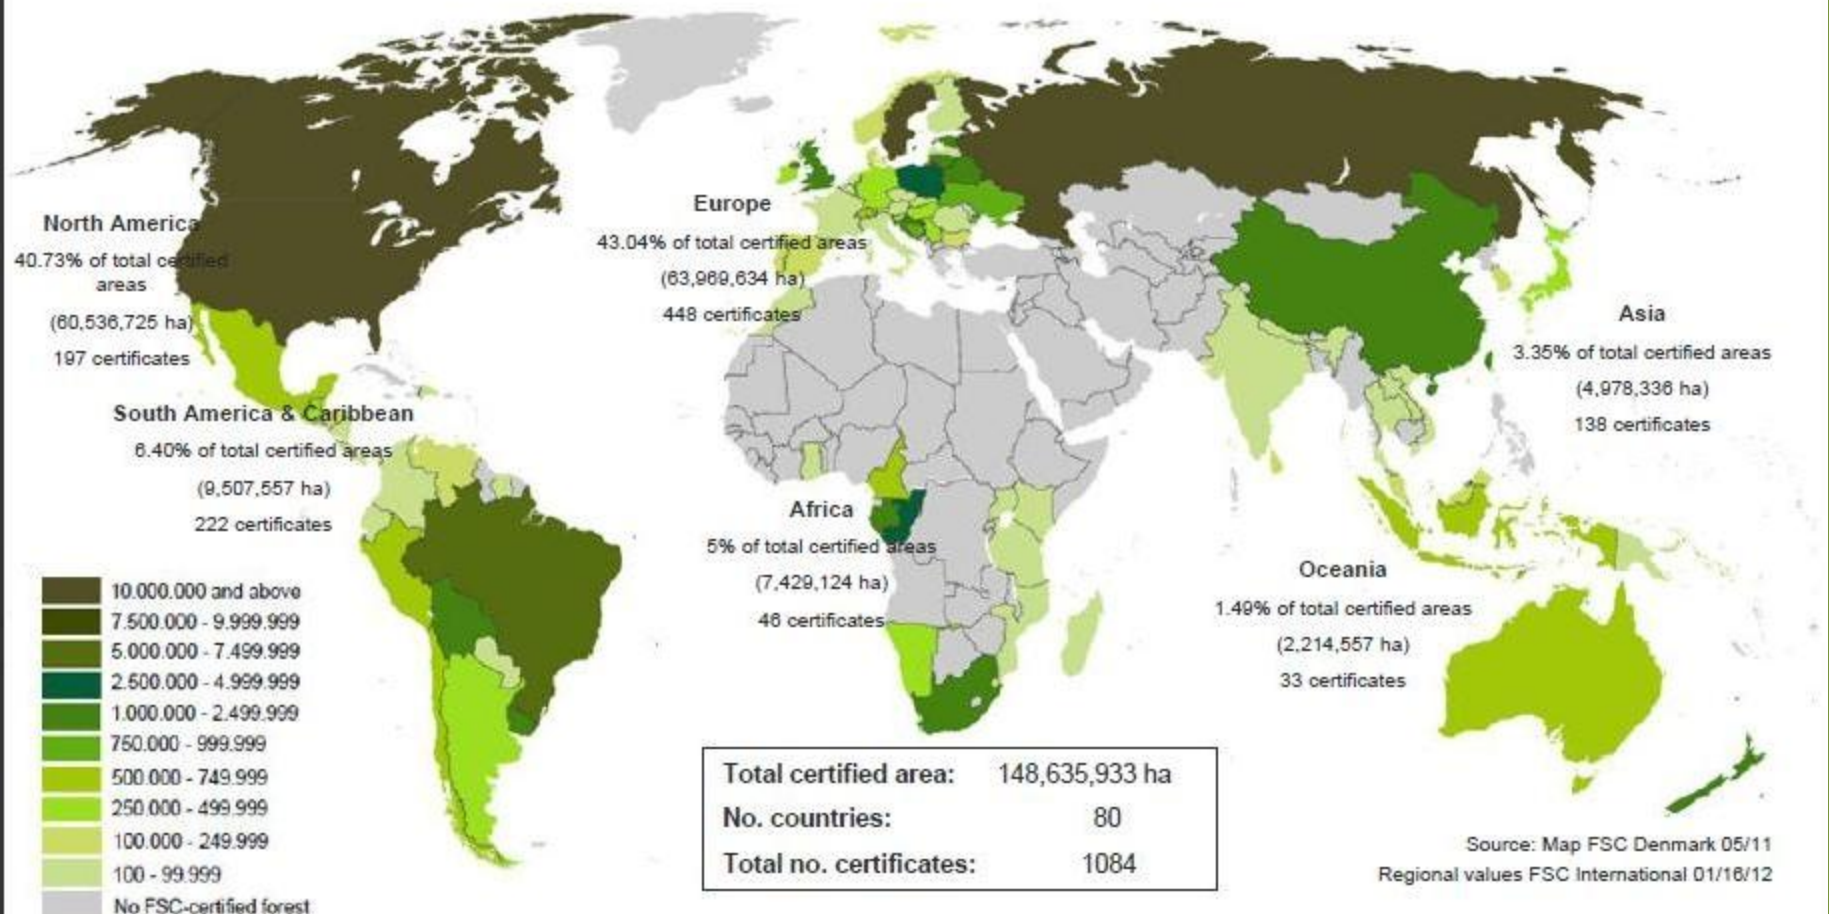 North America
40.73% of total certified
areas
(60,536,725 ha)
197 certificates
South America & Caribbean
6.40% of total certified areas
(9,507,557 ha)
222 certificates
Europe
43.04% of total certified areas
(63,969,634 ha)
448 certificates
Africa
5% of total certified areas
(7,429,124 ha)
46 certificates
Asia
3.35% of total certified areas
(4,978,336 ha)
138 certificates
Oceania
1.49% of total certified areas
(2,214,557 ha)
33 certificates
10.000.000 and above
7.500.000 - 9.999.999
5.000.000 - 7.499.999
2.500.000 - 4.999.999
1.000.000 - 2.499.999
750.000 - 999.999
500.000 - 749.999
250.000 - 499.999
100.000 - 249.999
100 - 99.999
No FSC-certified forest
Total certified area: 148,635,933 ha
No. countries: 80
Total no. certificates: 1084
Source: Map FSC Denmark 05/11
Regional values FSC International 01/16/12